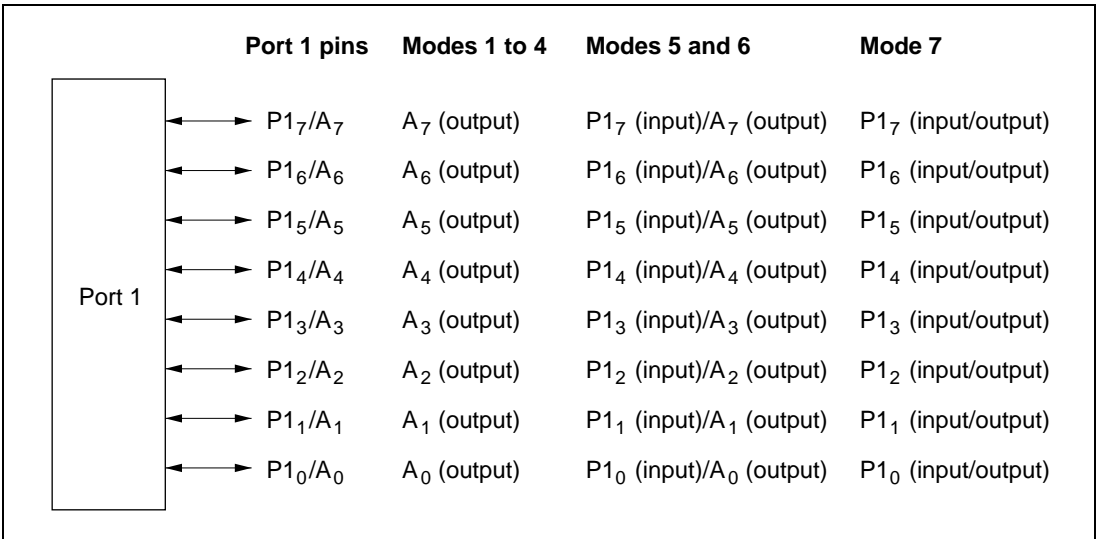 Port 1 pins Modes 1 to 4 Modes 5 and 6 Mode 7
P1₇/A₇ A₇ (output) P1₇ (input)/A₇ (output) P1₇ (input/output)
P1₆/A₆ A₆ (output) P1₆ (input)/A₆ (output) P1₆ (input/output)
P1₅/A₅ A₅ (output) P1₅ (input)/A₅ (output) P1₅ (input/output)
P1₄/A₄ A₄ (output) P1₄ (input)/A₄ (output) P1₄ (input/output)
Port 1
P1₃/A₃ A₃ (output) P1₃ (input)/A₃ (output) P1₃ (input/output)
P1₂/A₂ A₂ (output) P1₂ (input)/A₂ (output) P1₂ (input/output)
P1₁/A₁ A₁ (output) P1₁ (input)/A₁ (output) P1₁ (input/output)
P1₀/A₀ A₀ (output) P1₀ (input)/A₀ (output) P1₀ (input/output)